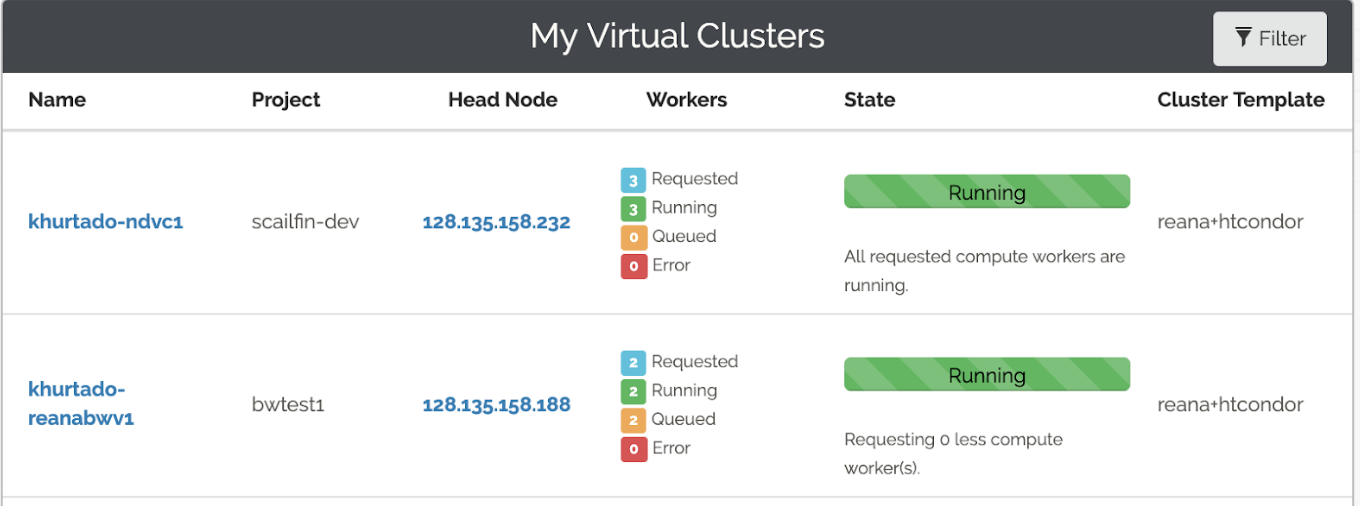 My Virtual Clusters
Filter
Name Project Head Node Workers State Cluster Template
3 Requested
3 Running
0 Queued
0 Error
khurtado-ndvc1 scailfin-dev 128.135.158.232
Running
All requested compute workers are
running.
reana+htcondor
khurtado-
reanabwv1
bwtest1
128.135.158.188
2 Requested
2 Running
2 Queued
0 Error
Running
Requesting 0 less compute
worker(s).
reana+htcondor